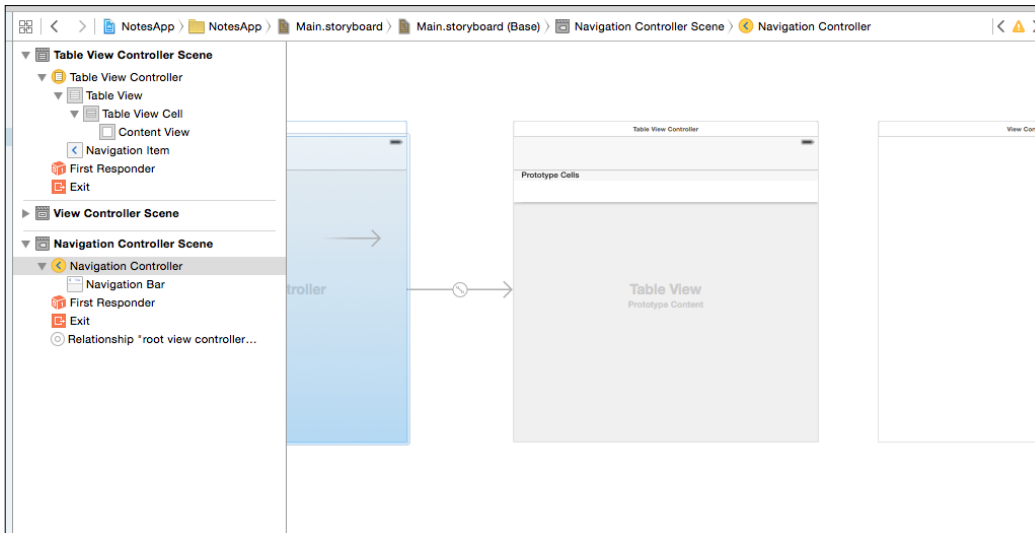 NotesApp NotesApp Main.storyboard Main.storyboard (Base) Navigation Controller Scene Navigation Controller
Table View Controller Scene
Table View Controller
Table View
Table View Cell
Content View
Navigation Item
First Responder
Exit
View Controller Scene
Navigation Controller Scene
Navigation Controller
Navigation Bar
First Responder
Exit
Relationship "root view controller...
troller
Table View Controller
Prototype Cells
Table View
Prototype Content
View Con